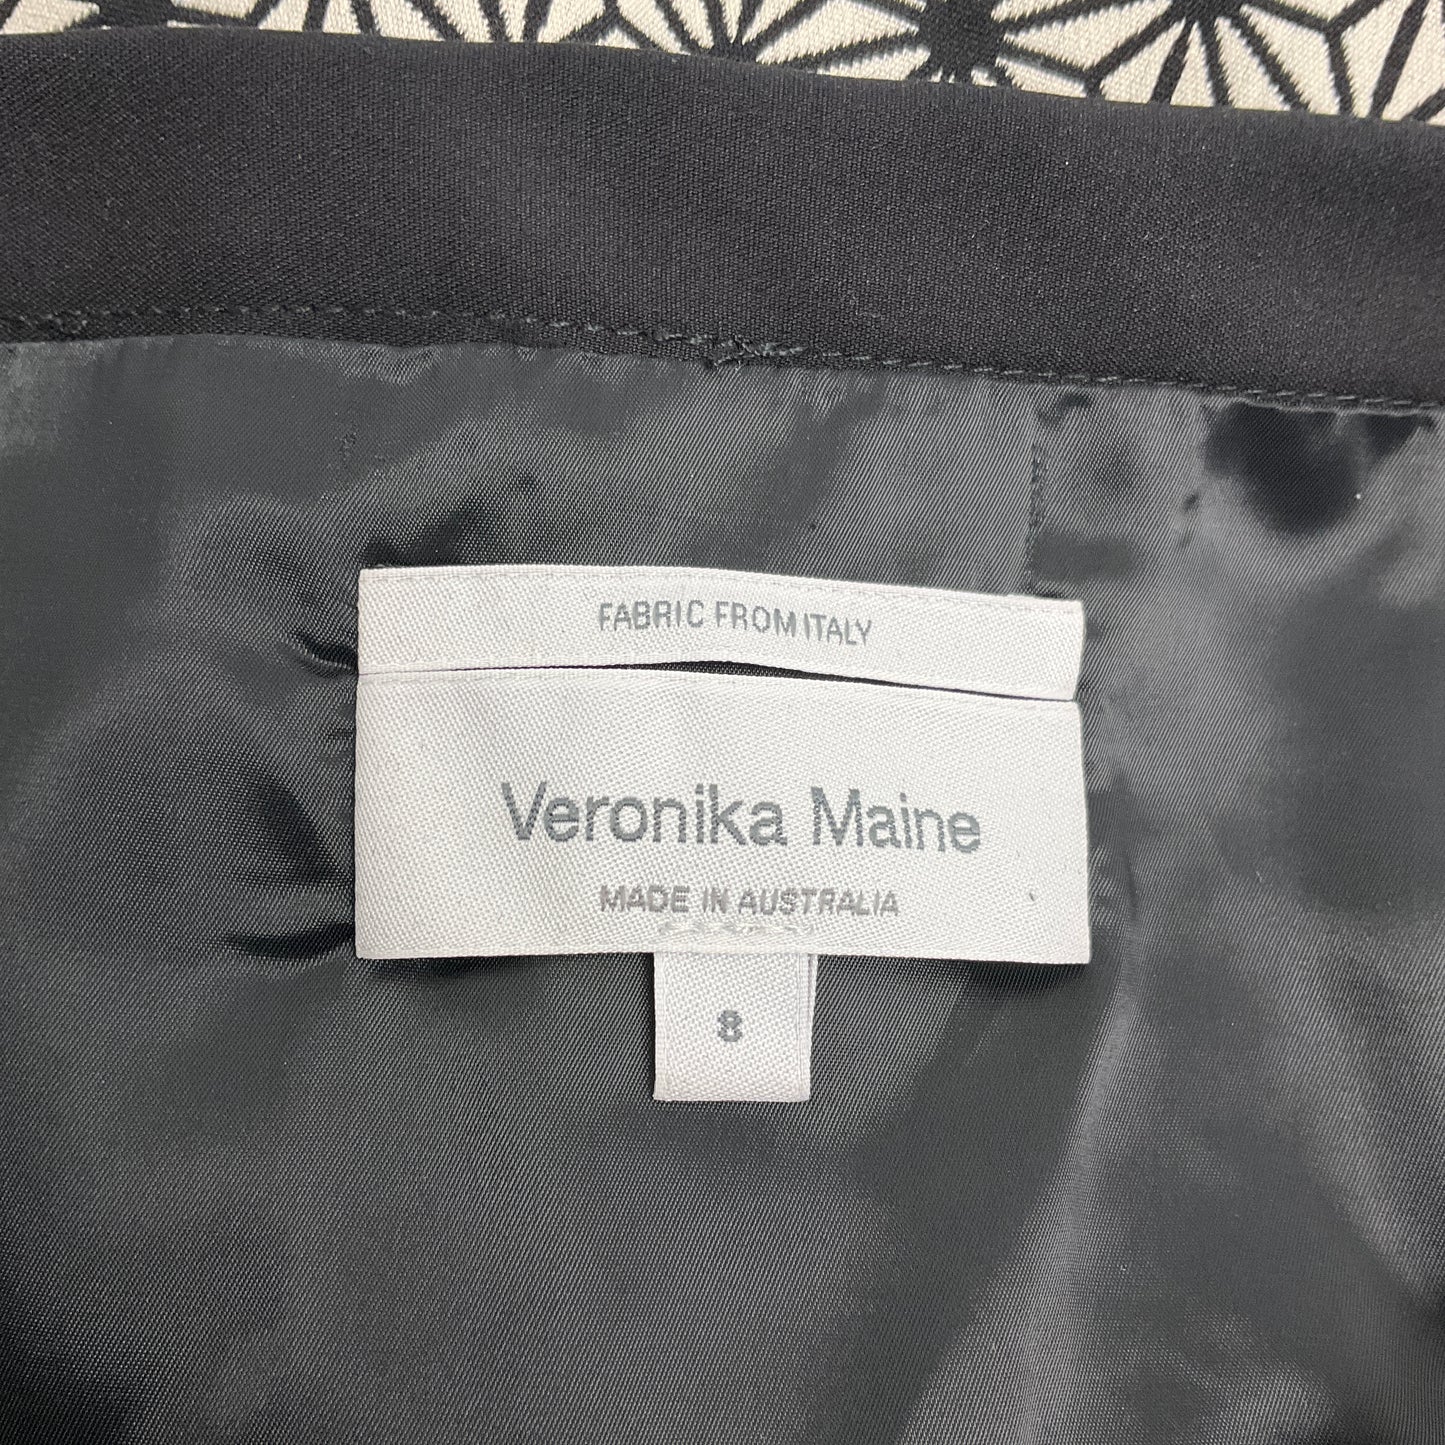 FABRIC FROM ITALY
Veronika Maine
MADE IN AUSTRALIA
8